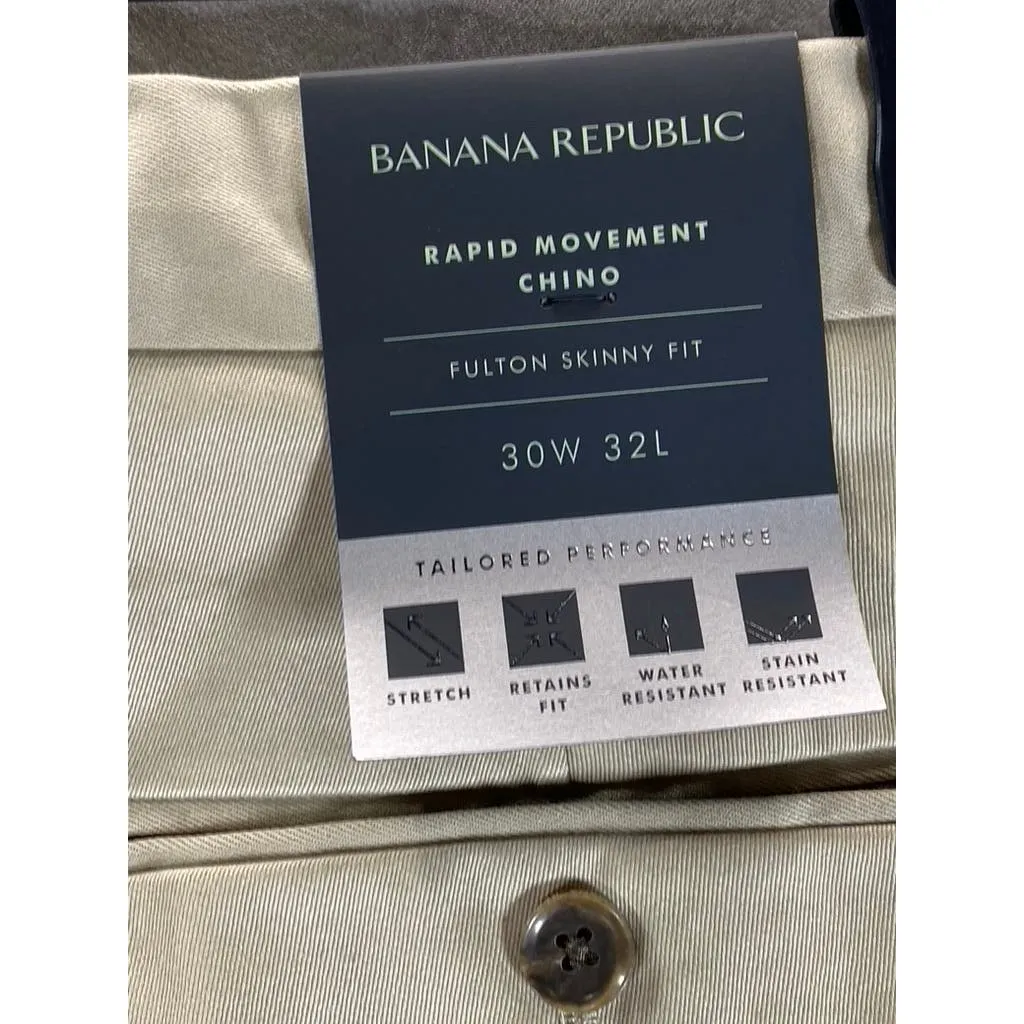 BANANA REPUBLIC
RAPID MOVEMENT
CHINO
FULTON SKINNY FIT
30W 32L
TAILORED PERFORMANCE
STRETCH
RETAINS
FIT
WATER
RESISTANT
STAIN
RESISTANT